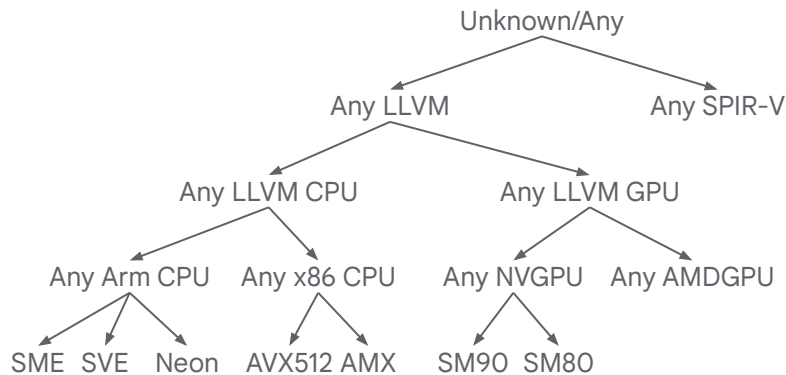 Unknown/Any
Any LLVM Any SPIR-V
Any LLVM CPU Any LLVM GPU
Any Arm CPU Any x86 CPU Any NVGPU Any AMDGPU
SME SVE Neon AVX512 AMX SM90 SM80